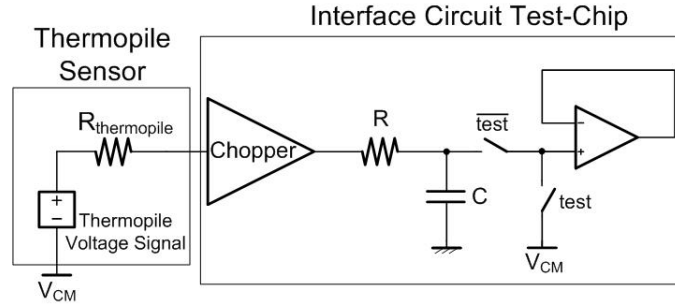 Interface Circuit Test-Chip
Thermopile
Sensor
Rthermopile
Chopper
R
test
+
-
-
+
C
test
Thermopile
Voltage Signal
VCM
VCM